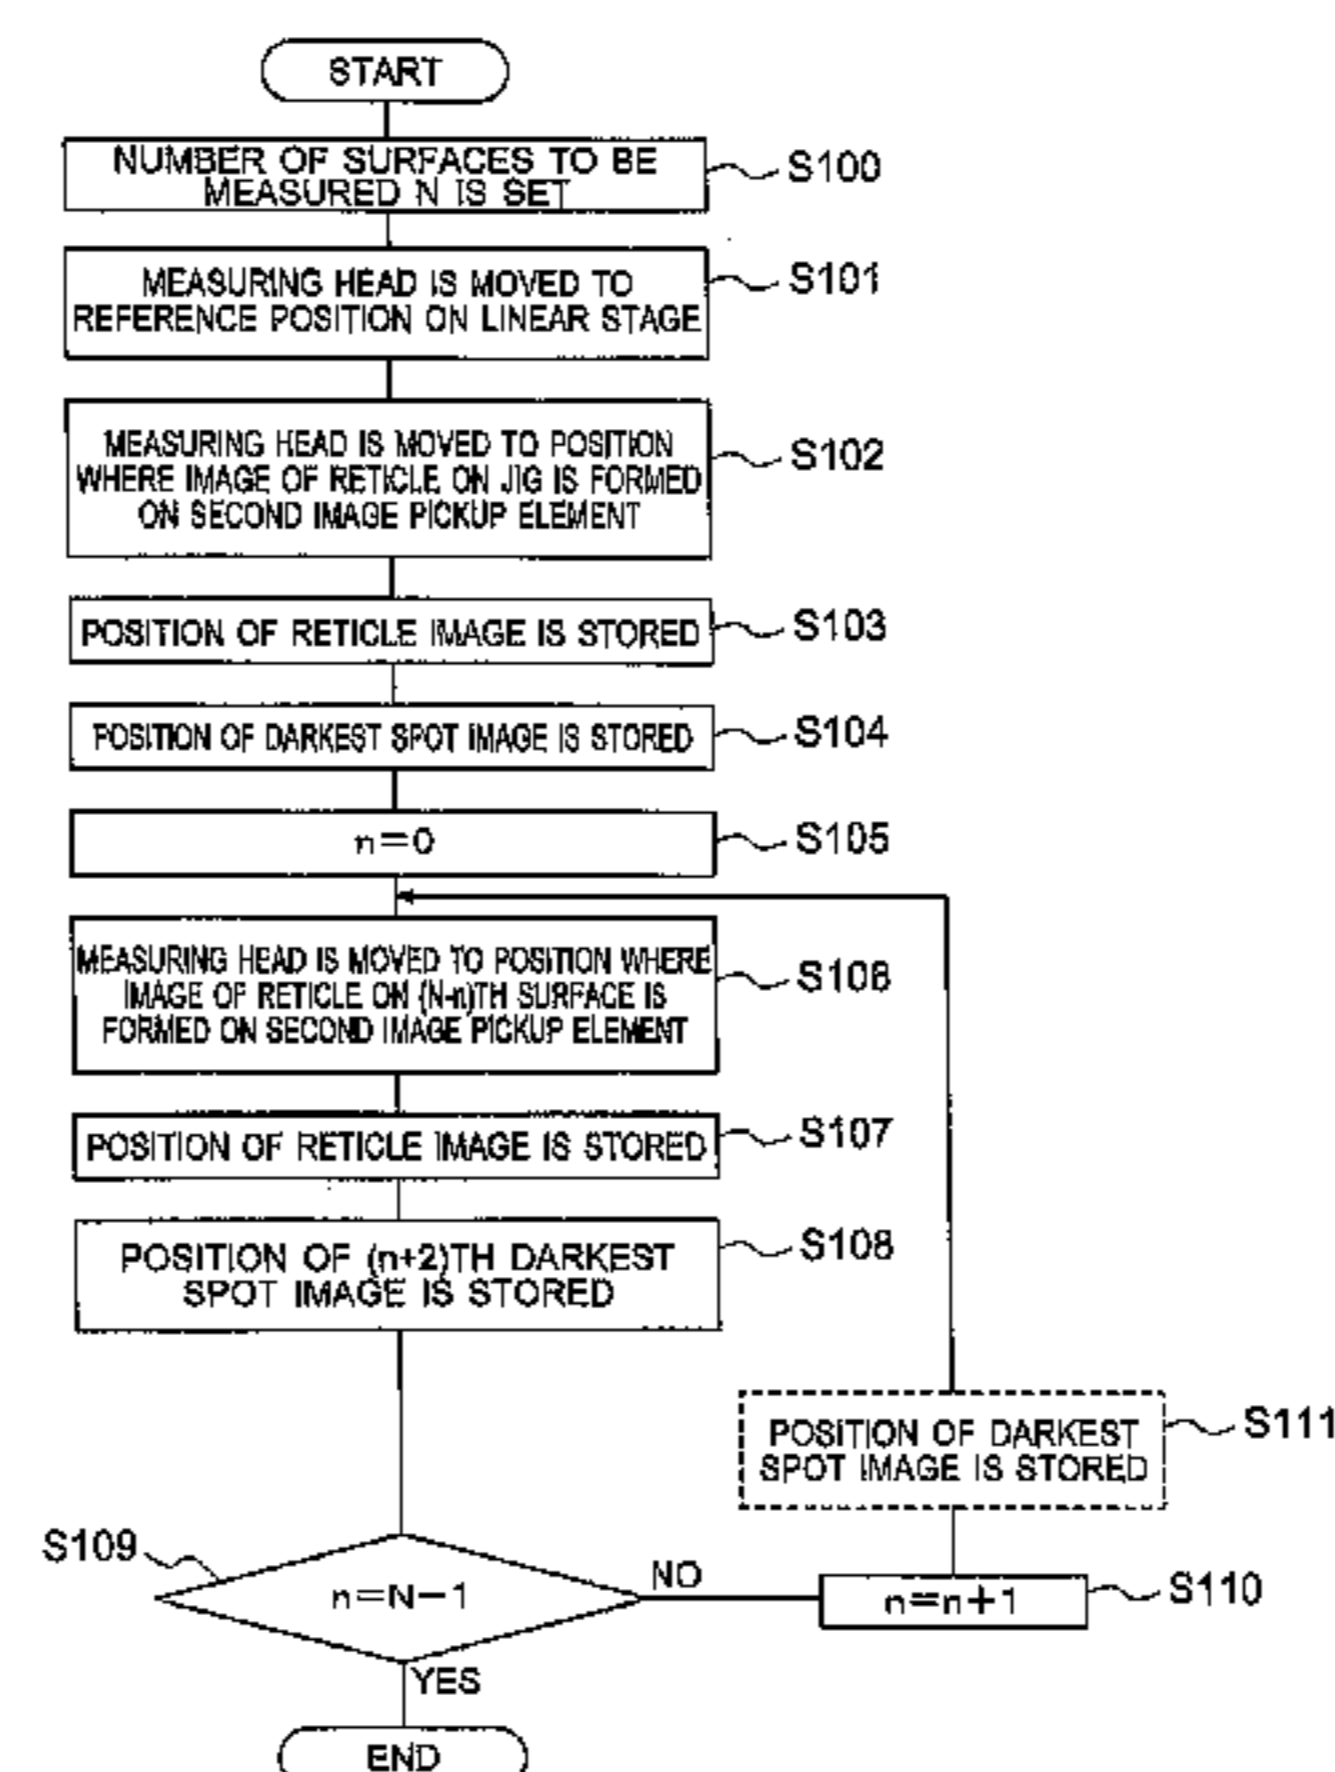 START
NUMBER OF SURFACES TO BE
MEASURED N IS SET
S100
MEASURING HEAD IS MOVED TO
REFERENCE POSITION ON LINEAR STAGE
S101
MEASURING HEAD IS MOVED TO POSITION
WHERE IMAGE OF RETICLE ON JIG IS FORMED
ON SECOND IMAGE PICKUP ELEMENT
S102
POSITION OF RETICLE IMAGE IS STORED
S103
POSITION OF DARKEST SPOT IMAGE IS STORED
S104
n=0
S105
MEASURING HEAD IS MOVED TO POSITION WHERE
IMAGE OF RETICLE ON (N-n)TH SURFACE IS
FORMED ON SECOND IMAGE PICKUP ELEMENT
S106
POSITION OF RETICLE IMAGE IS STORED
S107
POSITION OF (n+2)TH DARKEST
SPOT IMAGE IS STORED
S108
POSITION OF DARKEST
SPOT IMAGE IS STORED
S111
S109
n=N-1
NO
n=n+1
S110
YES
END